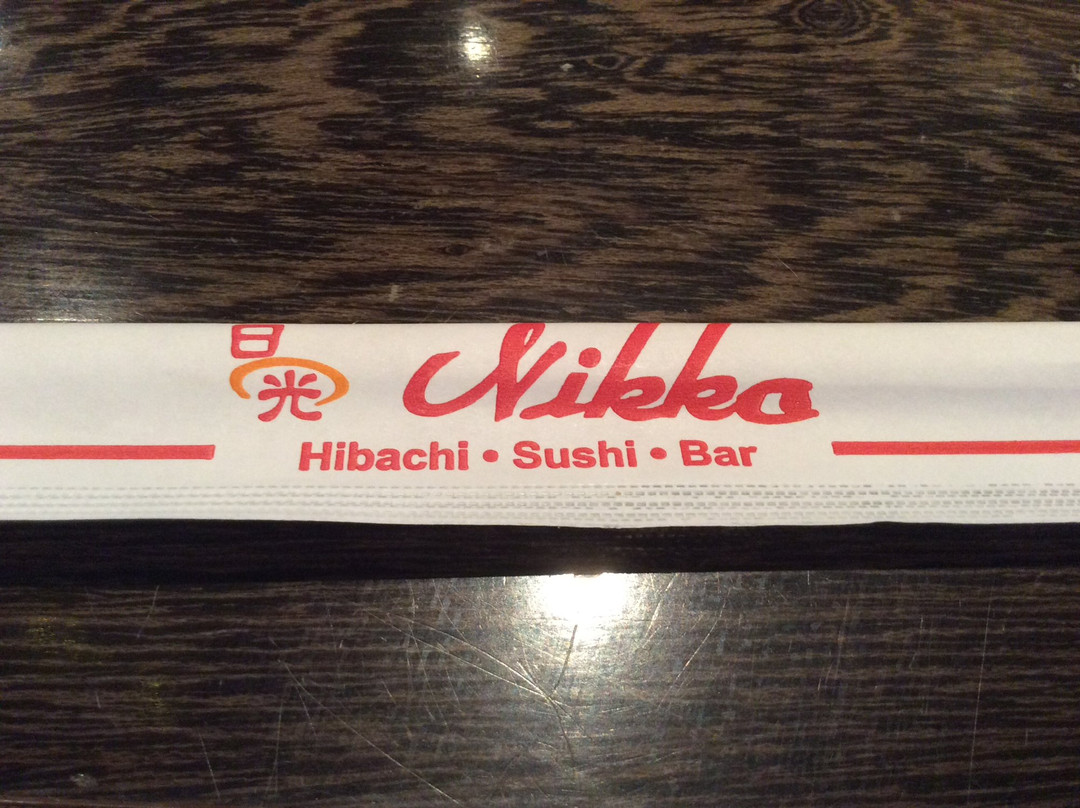 日光
Nikko
Hibachi • Sushi • Bar